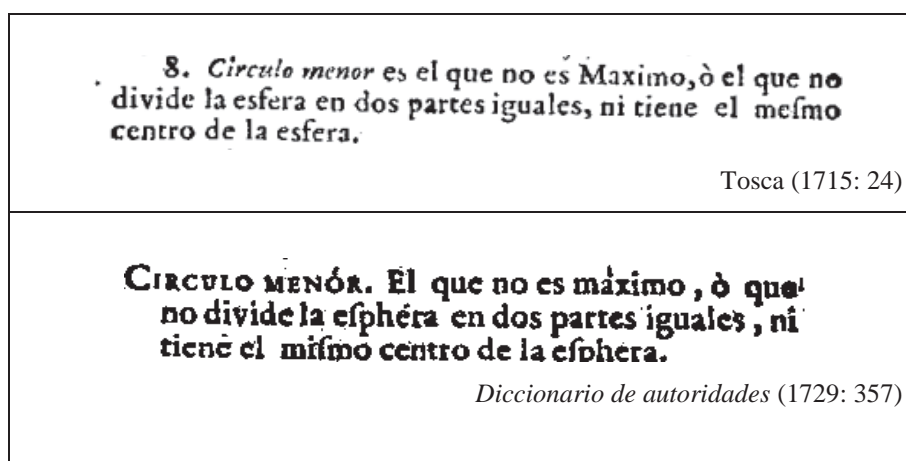 8. Circulo menor es el que no es Maximo, ò el que no
divide la esfera en dos partes iguales, ni tiene el meſmo
centro de la esfera.
Tosca (1715: 24)
CIRCULO MENÓR. El que no es máximo, ò que
no divide la eſphéra en dos partes iguales, ni
tiene el miſmo centro de la eſphera.
Diccionario de autoridades (1729: 357)